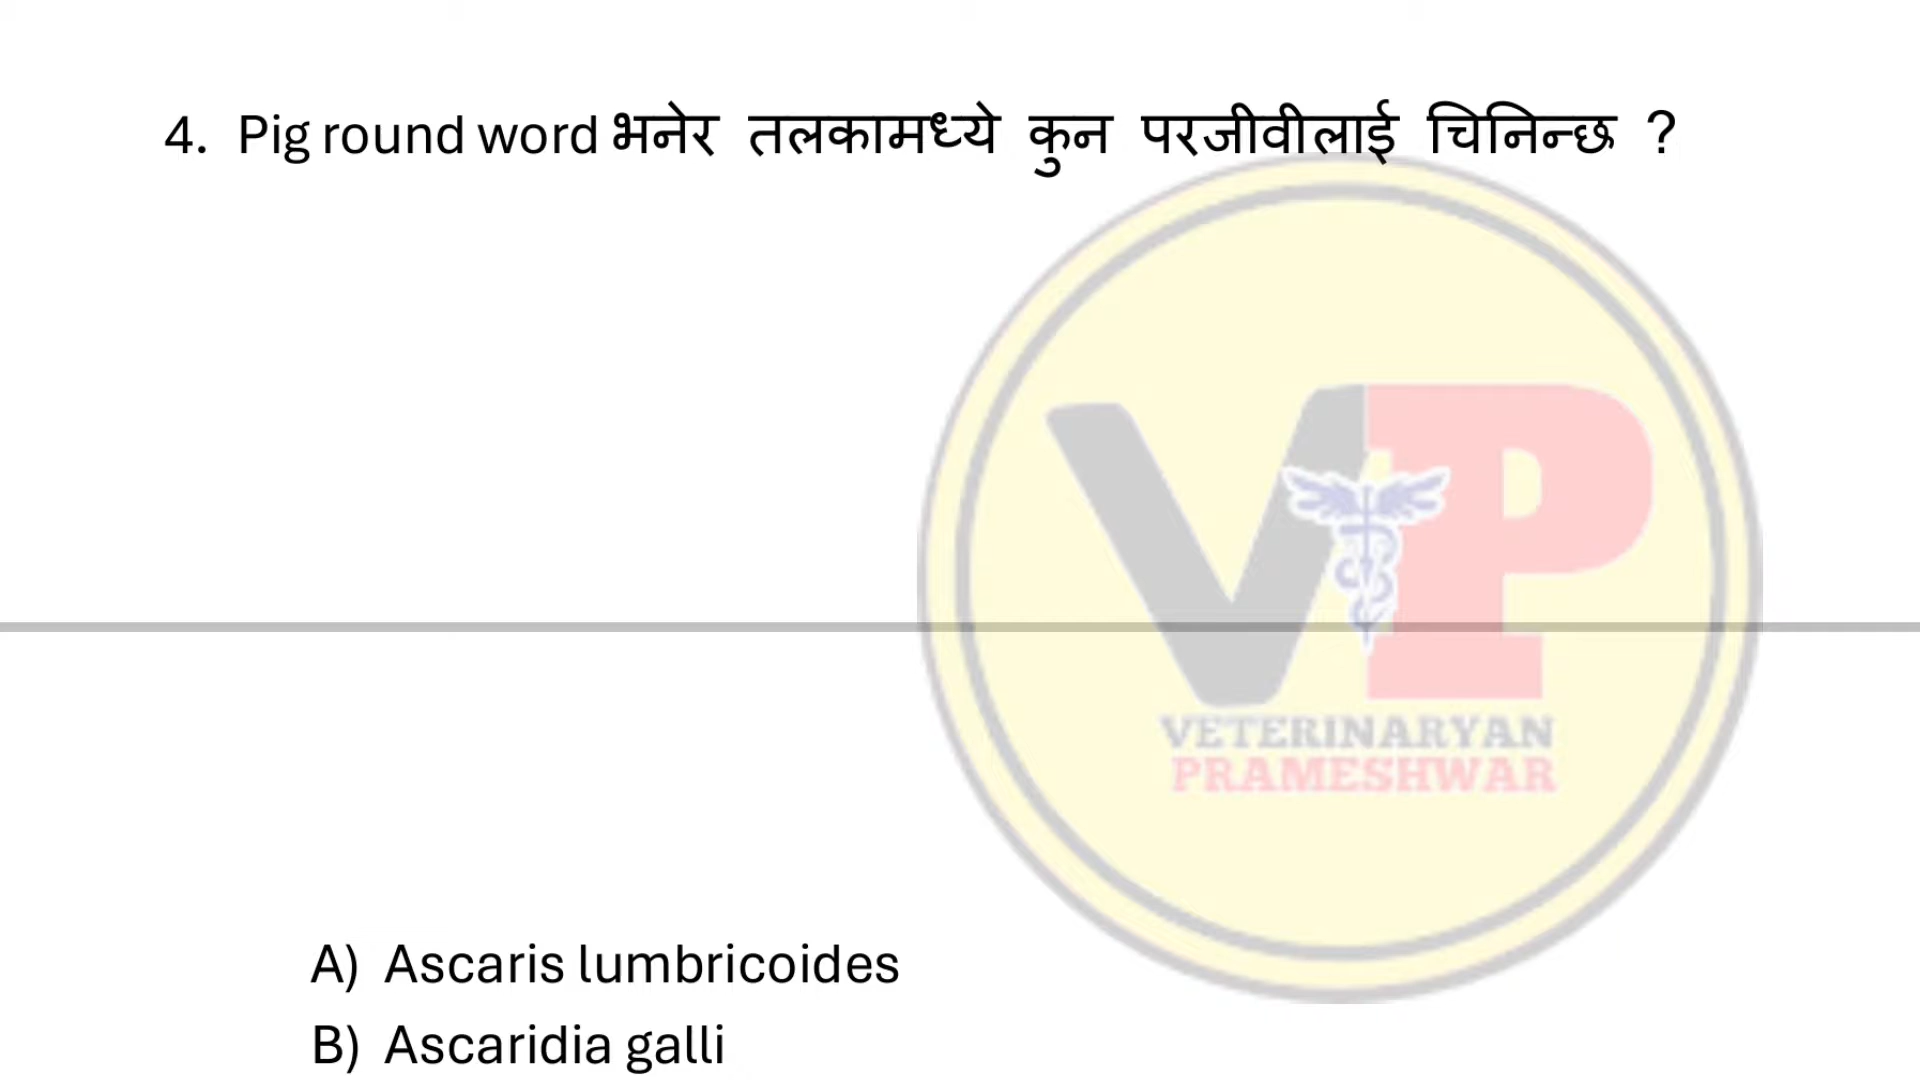 4. Pig round word भनेर तलकामध्ये कुन परजीवीलाई चिनिन्छ ?
VP
VETERINARYAN
PRAMESHWAR
A) Ascaris lumbricoides
B) Ascaridia galli